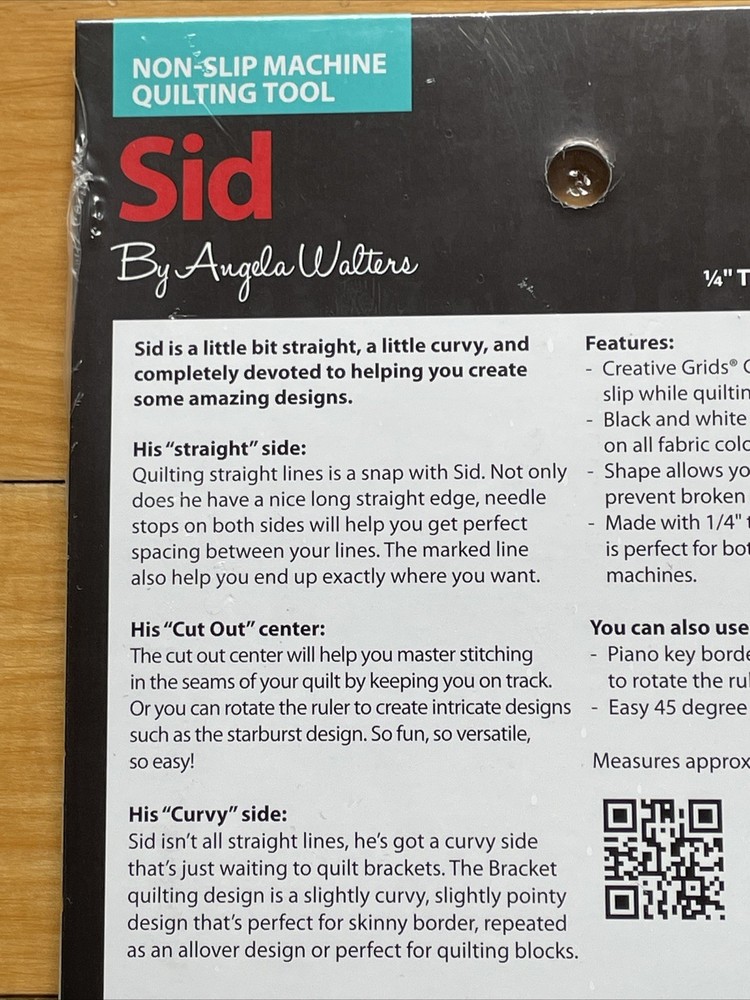 NON-SLIP MACHINE
QUILTING TOOL
Sid
By Angela Walters
¼" T
Sid is a little bit straight, a little curvy, and
completely devoted to helping you create
some amazing designs.
His “straight” side:
Quilting straight lines is a snap with Sid. Not only
does he have a nice long straight edge, needle
stops on both sides will help you get perfect
spacing between your lines. The marked line
also help you end up exactly where you want.
His “Cut Out” center:
The cut out center will help you master stitching
in the seams of your quilt by keeping you on track.
Or you can rotate the ruler to create intricate designs
such as the starburst design. So fun, so versatile,
so easy!
His “Curvy” side:
Sid isn’t all straight lines, he’s got a curvy side
that’s just waiting to quilt brackets. The Bracket
quilting design is a slightly curvy, slightly pointy
design that’s perfect for skinny border, repeated
as an allover design or perfect for quilting blocks.
Features:
- Creative Grids®
slip while quiltin
- Black and white
on all fabric colo
- Shape allows yo
prevent broken
- Made with 1/4" t
is perfect for bot
machines.
You can also use
- Piano key borde
to rotate the ru
- Easy 45 degree
Measures approx